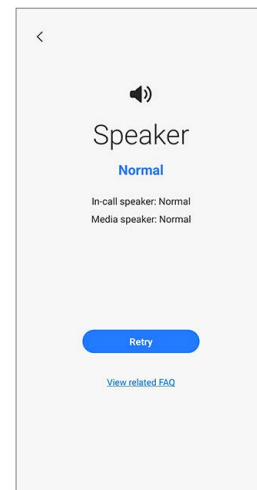 Speaker
Normal
In-call speaker: Normal
Media speaker: Normal
Retry
View related FAQ